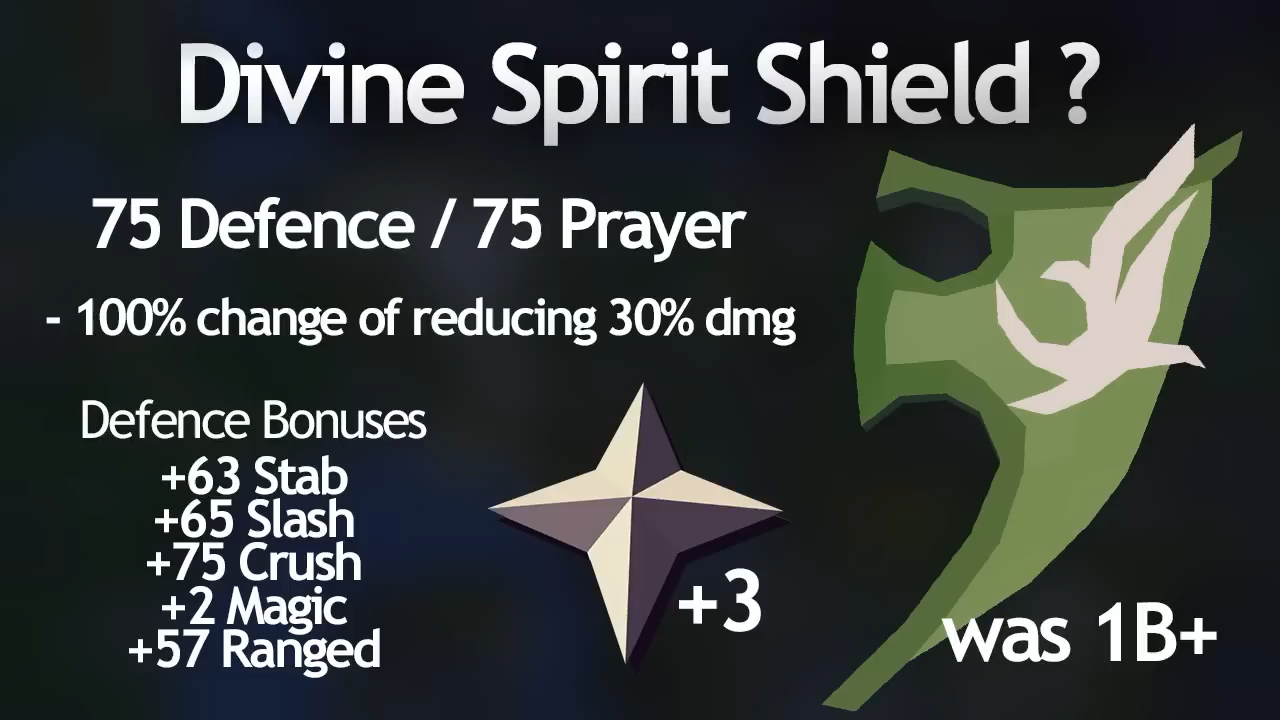 Divine Spirit Shield ?
75 Defence / 75 Prayer
- 100% change of reducing 30% dmg
Defence Bonuses
+63 Stab
+65 Slash
+75 Crush
+2 Magic
+57 Ranged
+3
was 1B+